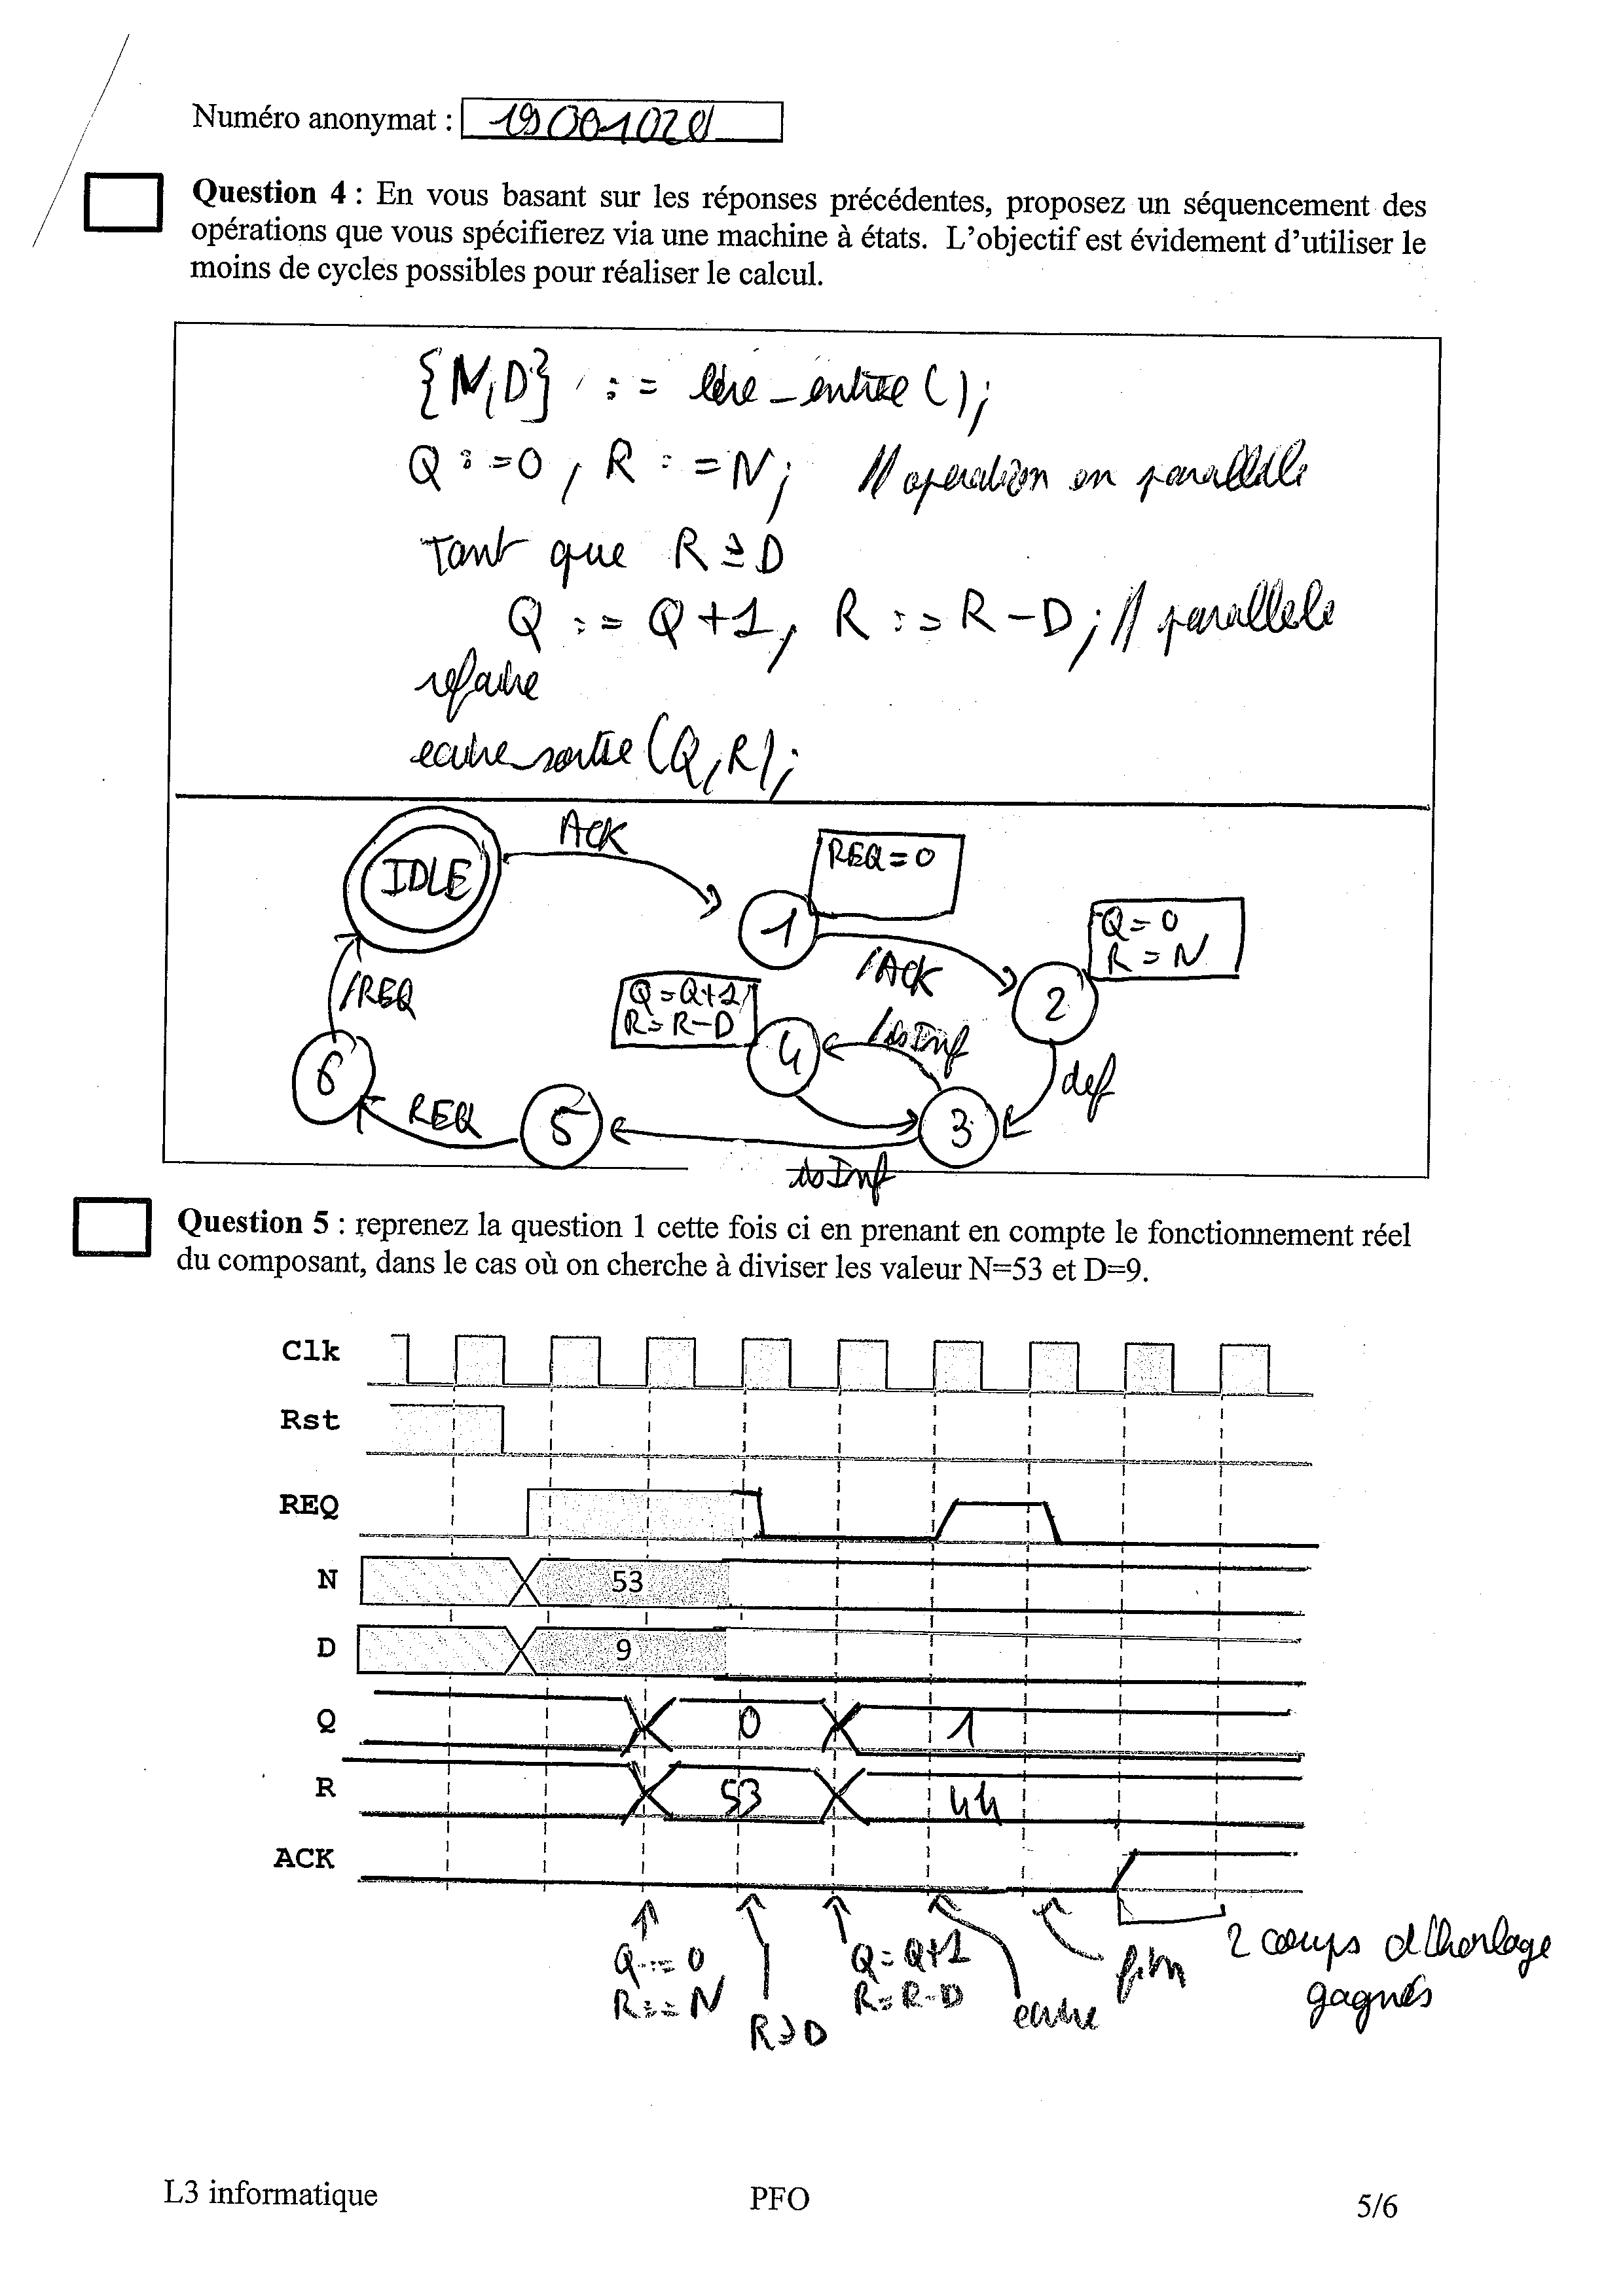 Numéro anonymat : 19001020
Question 4 : En vous basant sur les réponses précédentes, proposez un séquencement des
opérations que vous spécifierez via une machine à états. L'objectif est évidement d'utiliser le
moins de cycles possibles pour réaliser le calcul.
{N,D} := lire_entree();
Q :=0, R :=N; // operation en parallèle
Tant que R ≥ D
Q := Q+1, R := R-D; // parallele
refaire
ecrire_sortie(Q,R);
IDLE
ACK
REQ=0
1
Q=0
R=N
/ACK
2
/REQ
Q=Q+1
R=R-D
/isInf
4
def
6
REQ
5
3
isInf
Question 5 : reprenez la question 1 cette fois ci en prenant en compte le fonctionnement réel
du composant, dans le cas où on cherche à diviser les valeur N=53 et D=9.
Clk
Rst
REQ
N 53
D 9
Q 0 1
R 53 44
ACK
Q:=0
R:=N
R≥D
Q=Q+1
R=R-D
ecrire
fin
2 coups d'horloge
gagnés
L3 informatique PFO 5/6